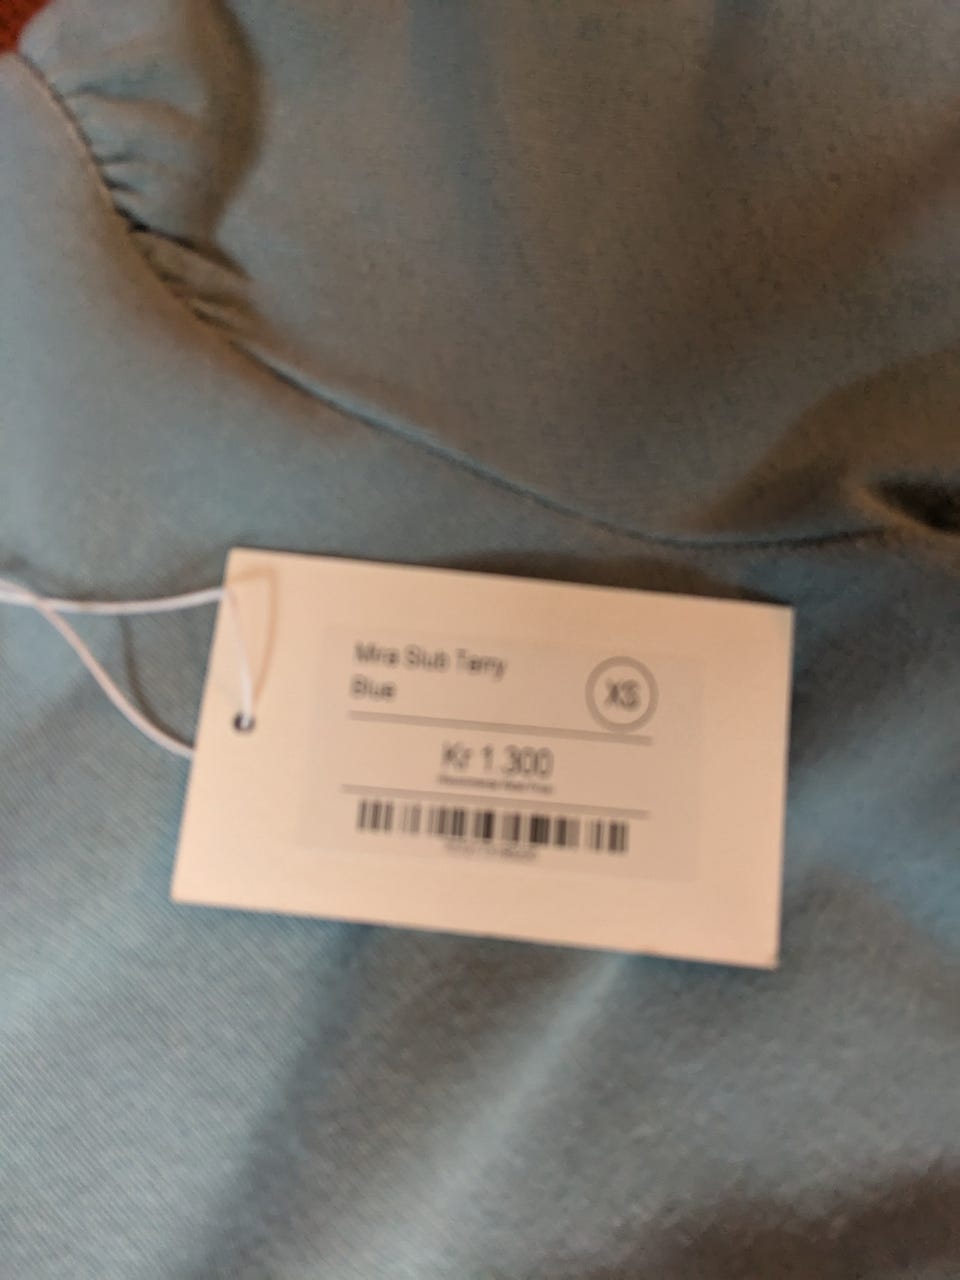 Mira Slub Terry
Blue
XS
Kr 1.300